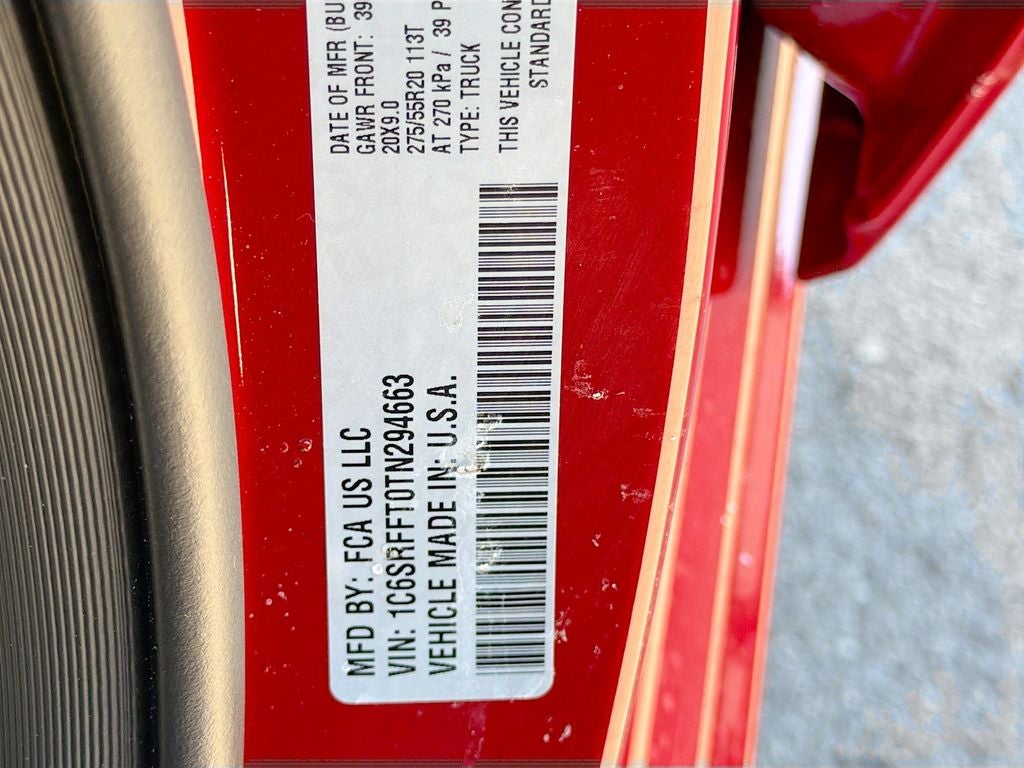 MFD BY: FCA US LLC
VIN: 1C6SRFFT0TN294663
VEHICLE MADE IN: U.S.A.
DATE OF MFR (BU
GAWR FRONT: 39
20X9.0
275/55R20 113T
AT 270 kPa / 39 P
TYPE: TRUCK
THIS VEHICLE CON
STANDARD